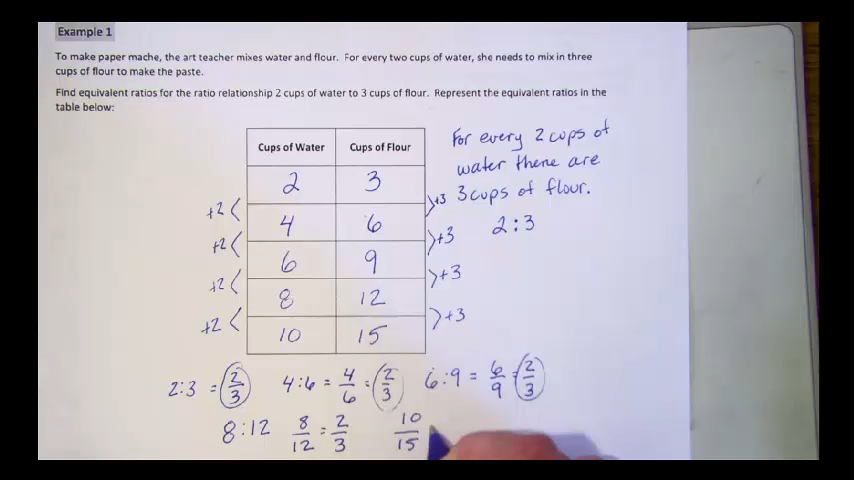 Example 1
To make paper mache, the art teacher mixes water and flour. For every two cups of water, she needs to mix in three
cups of flour to make the paste.
Find equivalent ratios for the ratio relationship 2 cups of water to 3 cups of flour. Represent the equivalent ratios in the
table below:
Cups of Water Cups of Flour
2 3
4 6
6 9
8 12
10 15
+2
+2
+2
+2
+3
+3
+3
+3
For every 2 cups of
water there are
3 cups of flour.
2:3
2:3 = 2/3 4:6 = 4/6 = 2/3 6:9 = 6/9 = 2/3
8:12 8/12 = 2/3 10/15